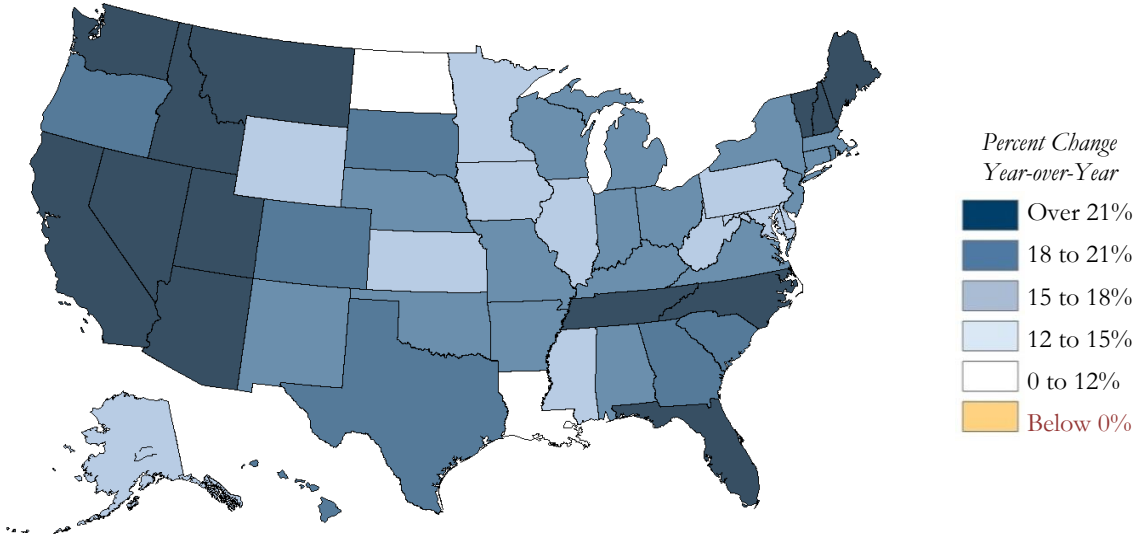 Percent Change
Year-over-Year
Over 21%
18 to 21%
15 to 18%
12 to 15%
0 to 12%
Below 0%